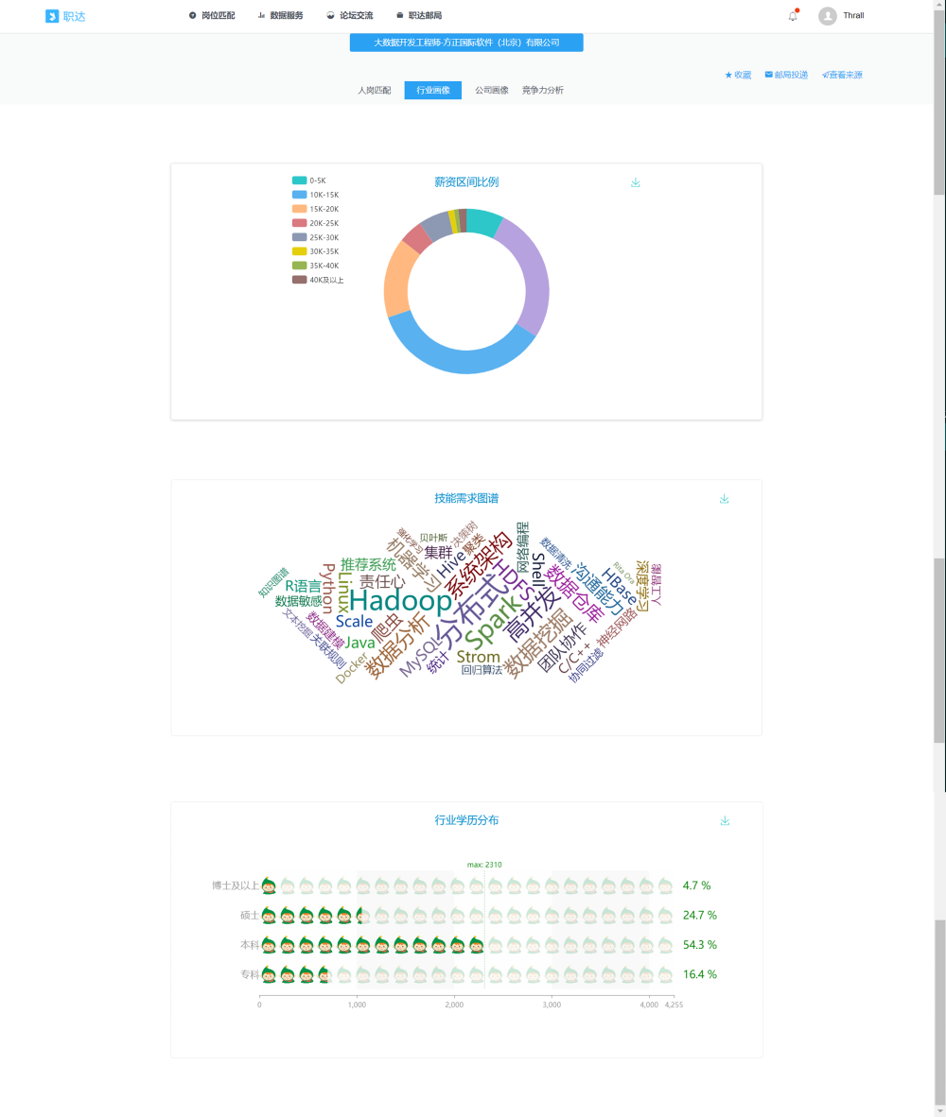 职达
岗位匹配 数据服务 论坛交流 职达邮局
Thrall
大数据开发工程师-方正国际软件（北京）有限公司
收藏 邮局投递 查看来源
人岗匹配 行业画像 公司画像 竞争力分析
薪资区间比例
0-5K
10K-15K
15K-20K
20K-25K
25K-30K
30K-35K
35K-40K
40K及以上
技能需求图谱
强化学习
贝叶斯
决策树
网络编程
机器学习
集群
聚类
系统架构
数据清洗
推荐系统
Hive
Shell
深度学习
知识图谱
R语言
Python
Linux
责任心
HDFS
数据仓库
沟通能力
HBase
数据敏感
Hadoop
分布式
Spark
高并发
文本挖掘
数据建模
Scale
爬虫
数据挖掘
团队协作
神经网路
关联规则
Java
数据分析
MySQL
统计
Strom
C/C++
Docker
回归算法
协同过滤
行业学历分布
max: 2310
博士及以上 4.7 %
硕士 24.7 %
本科 54.3 %
专科 16.4 %
0 1,000 2,000 3,000 4,000 4,255